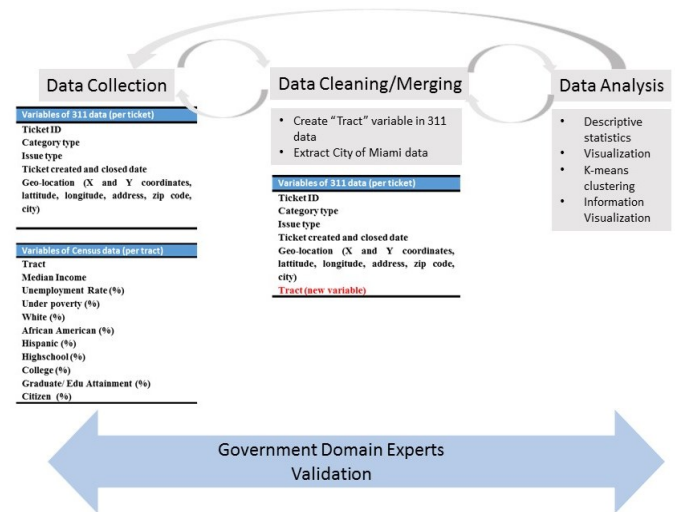 Data Collection
Variables of 311 data (per ticket)
Ticket ID
Category type
Issue type
Ticket created and closed date
Geo-location (X and Y coordinates,
lattitude, longitude, address, zip code,
city)
Variables of Census data (per tract)
Tract
Median Income
Unemployment Rate (%)
Under poverty (%)
White (%)
African American (%)
Hispanic (%)
Highschool (%)
College (%)
Graduate/ Edu Attainment (%)
Citizen (%)
Data Cleaning/Merging
• Create “Tract” variable in 311
data
• Extract City of Miami data
Variables of 311 data (per ticket)
Ticket ID
Category type
Issue type
Ticket created and closed date
Geo-location (X and Y coordinates,
lattitude, longitude, address, zip code,
city)
Tract (new variable)
Data Analysis
• Descriptive
statistics
• Visualization
• K-means
clustering
• Information
Visualization
Government Domain Experts
Validation